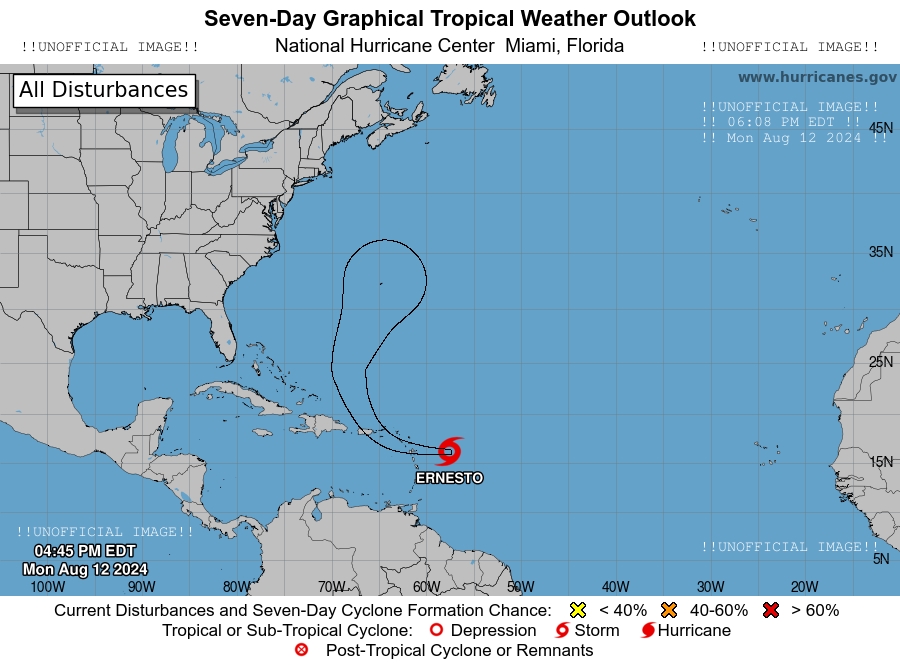 Seven-Day Graphical Tropical Weather Outlook
!!UNOFFICIAL IMAGE!! National Hurricane Center Miami, Florida !!UNOFFICIAL IMAGE!!
All Disturbances
www.hurricanes.gov
!!UNOFFICIAL IMAGE!!
!! 06:08 PM EDT !!
!! Mon Aug 12 2024 !!
45N
35N
25N
15N
ERNESTO
!!UNOFFICIAL IMAGE!!
04:45 PM EDT
Mon Aug 12 2024
!!UNOFFICIAL IMAGE!!
5N
100W 90W 80W 70W 60W 50W 40W 30W 20W
Current Disturbances and Seven-Day Cyclone Formation Chance: < 40% 40-60% > 60%
Tropical or Sub-Tropical Cyclone: Depression Storm Hurricane
Post-Tropical Cyclone or Remnants